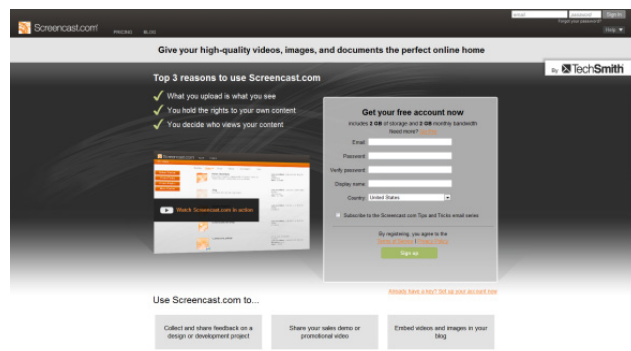 email password Sign in
Forgot your password?
Screencast.com PRICING BLOG Help
Give your high-quality videos, images, and documents the perfect online home
By TechSmith
Top 3 reasons to use Screencast.com
What you upload is what you see
You hold the rights to your own content
You decide who views your content
Watch Screencast.com in action
Get your free account now
includes 2 GB of storage and 2 GB monthly bandwidth
Need more?
Email:
Password:
Verify password:
Display name:
Country: United States
Subscribe to the Screencast.com Tips and Tricks email series
By registering, you agree to the
Terms of Service | Privacy Policy
Sign up
Already have a key? Set up your account now
Use Screencast.com to...
Collect and share feedback on a
design or development project
Share your sales demo or
promotional video
Embed videos and images in your
blog